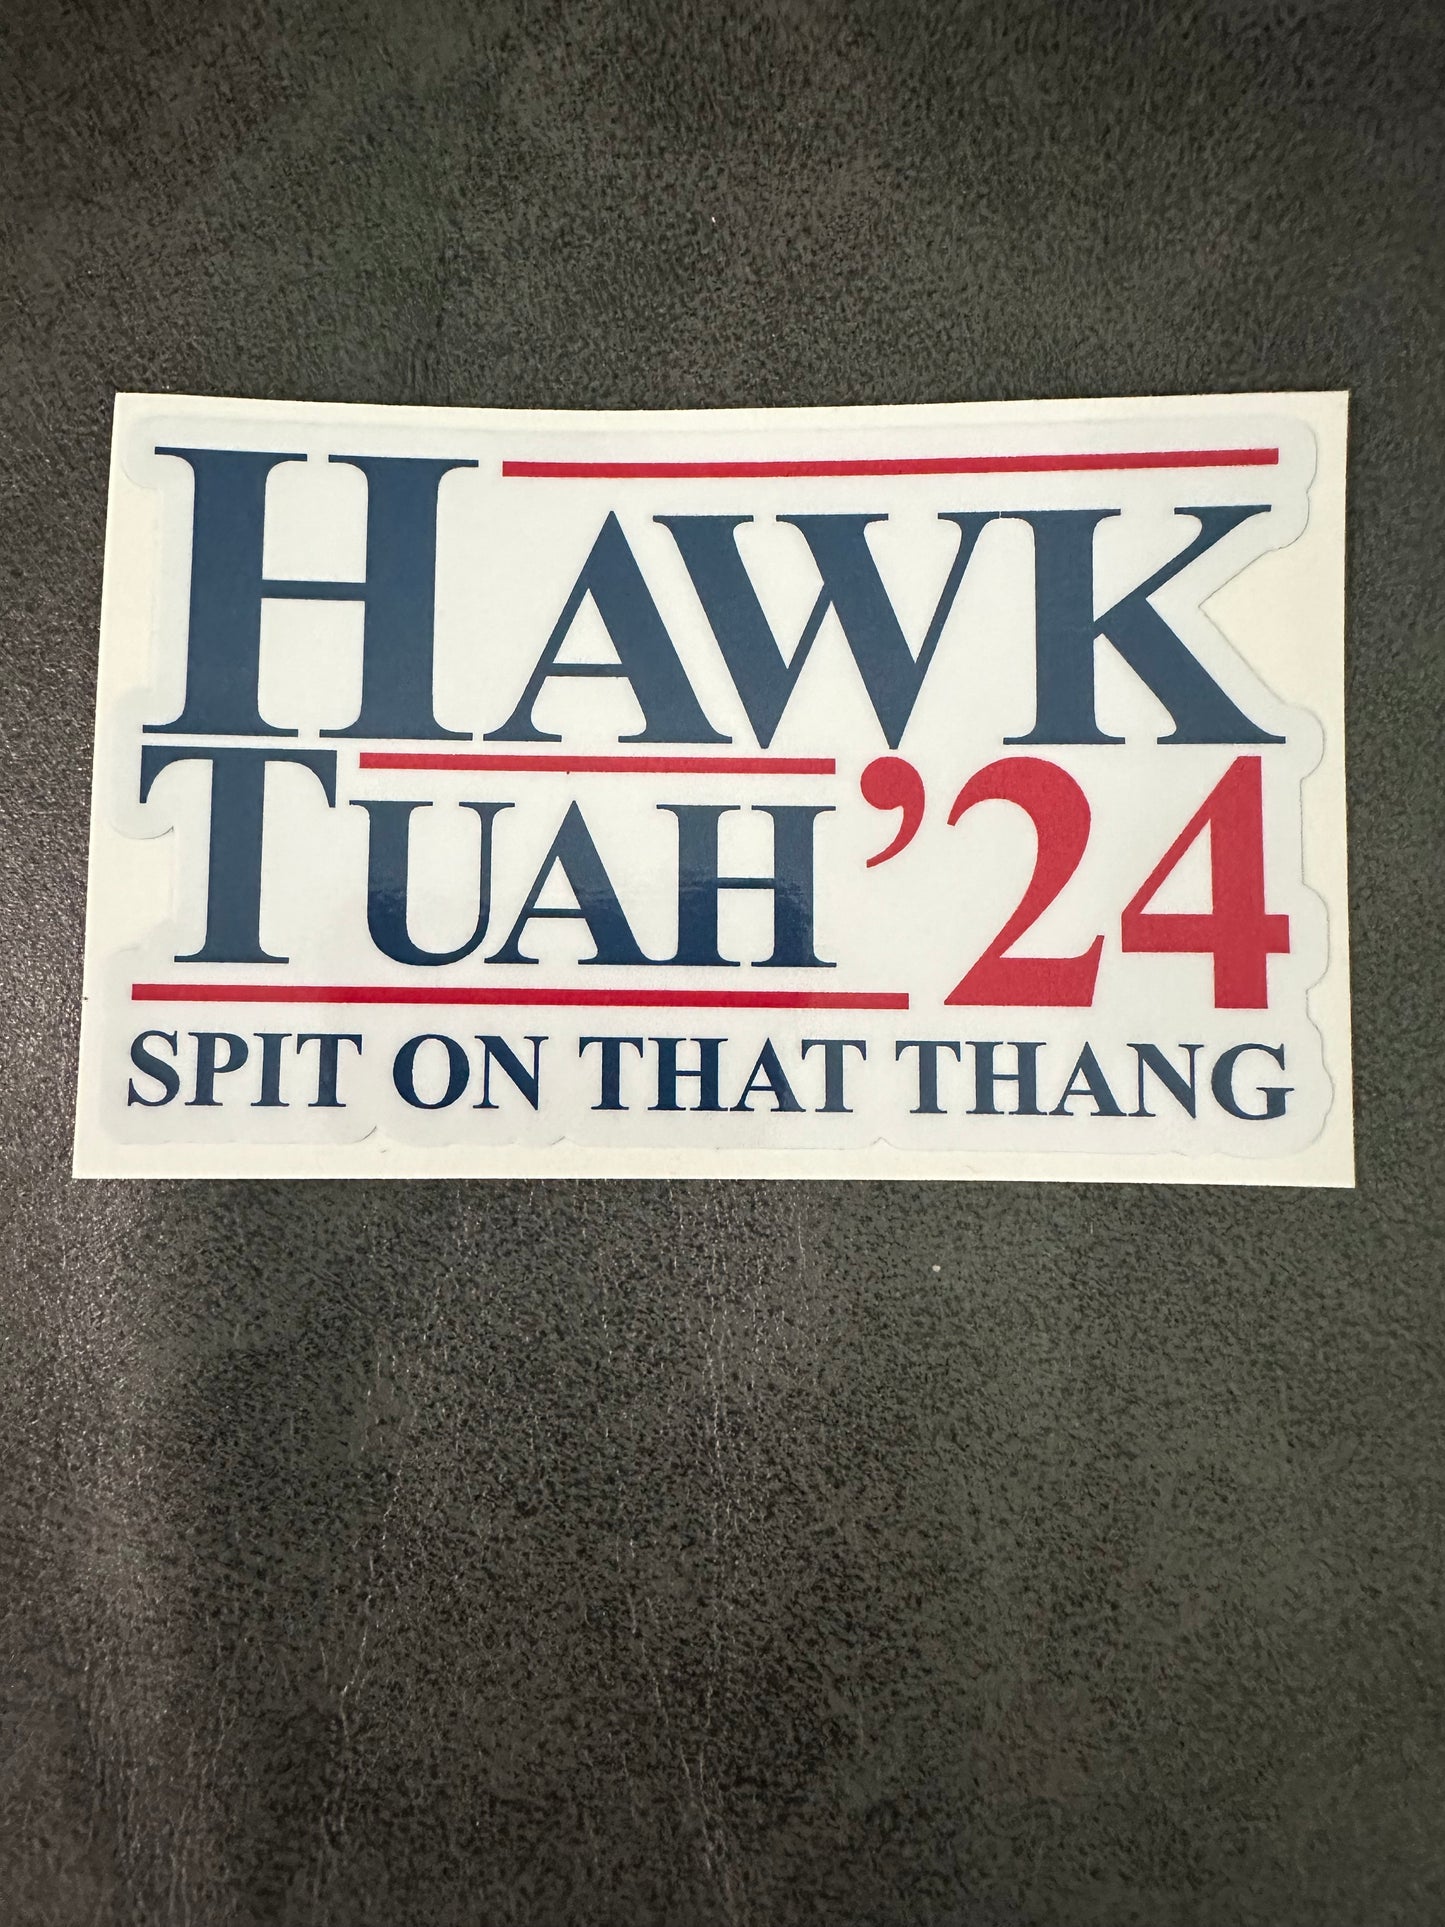 HAWK
TUAH ’24
SPIT ON THAT THANG